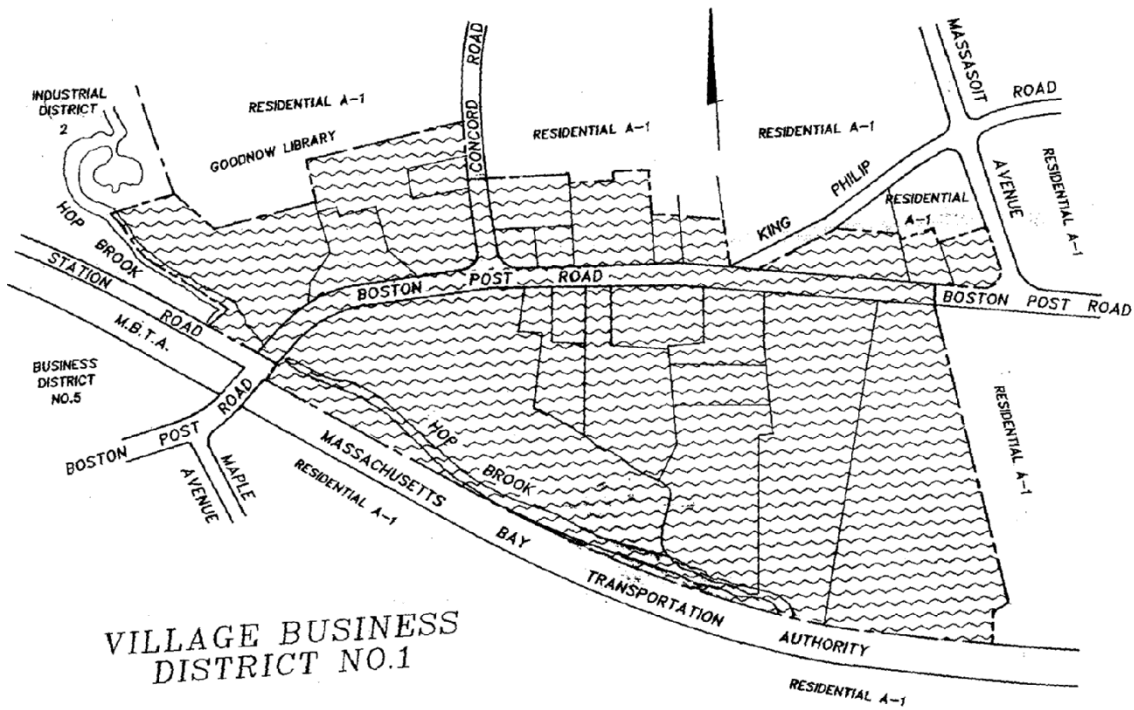 INDUSTRIAL
DISTRICT
2
RESIDENTIAL A-1
GOODNOW LIBRARY
CONCORD ROAD
RESIDENTIAL A-1
RESIDENTIAL A-1
MASSASOIT
AVENUE
ROAD
KING PHILIP
RESIDENTIAL
A-1
RESIDENTIAL A-1
HOP BROOK
STATION ROAD
M.B.T.A.
BOSTON POST ROAD
BOSTON POST ROAD
BUSINESS
DISTRICT
NO.5
BOSTON POST ROAD
MAPLE
AVENUE
HOP BROOK
RESIDENTIAL A-1
MASSACHUSETTS BAY TRANSPORTATION AUTHORITY
RESIDENTIAL A-1
RESIDENTIAL A-1
VILLAGE BUSINESS
DISTRICT NO.1